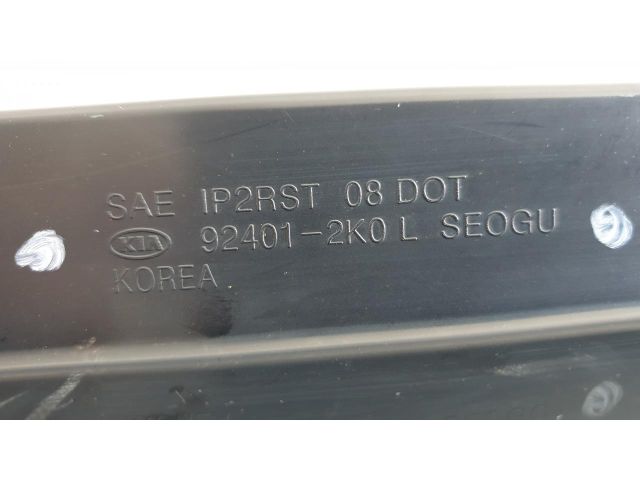 SAE IP2RST 08 DOT
KIA 92401-2K0 L SEOGU
KOREA